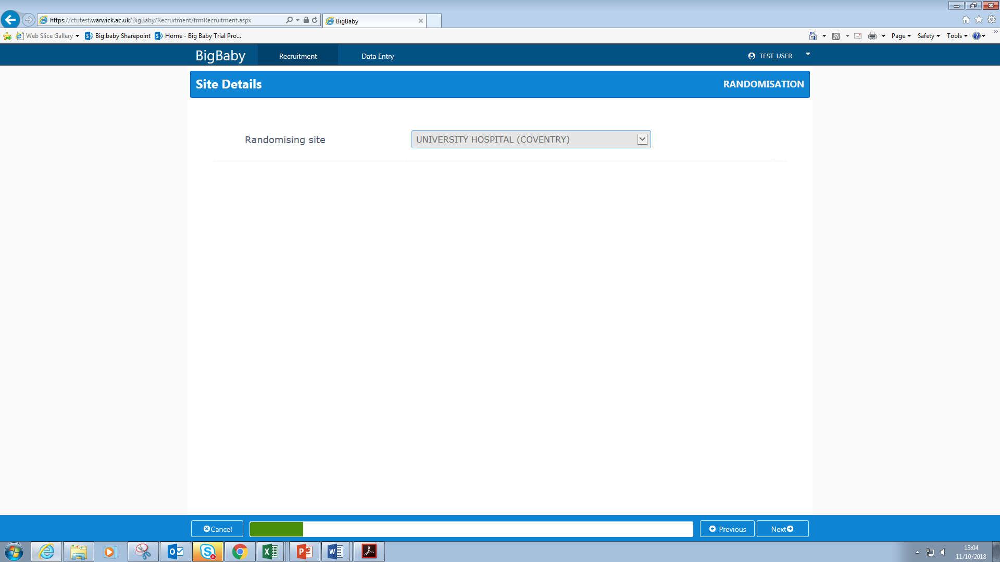 https://ctutest.warwick.ac.uk/BigBaby/Recruitment/frmRecruitment.aspx
BigBaby
Web Slice Gallery
Big baby Sharepoint
Home - Big Baby Trial Pro...
Page
Safety
Tools
BigBaby
Recruitment
Data Entry
TEST_USER
Site Details
RANDOMISATION
Randomising site
UNIVERSITY HOSPITAL (COVENTRY)
Cancel
Previous
Next
13:04
11/10/2018